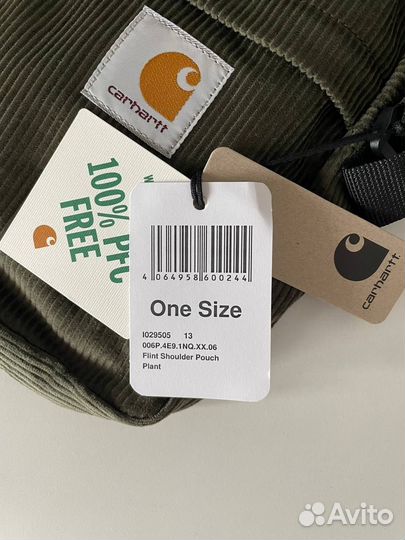 carhartt
100% PFC
FREE
4 064958 600244
One Size
I029505 13
006P.4E9.1NQ.XX.06
Flint Shoulder Pouch
Plant
carhartt
Avito